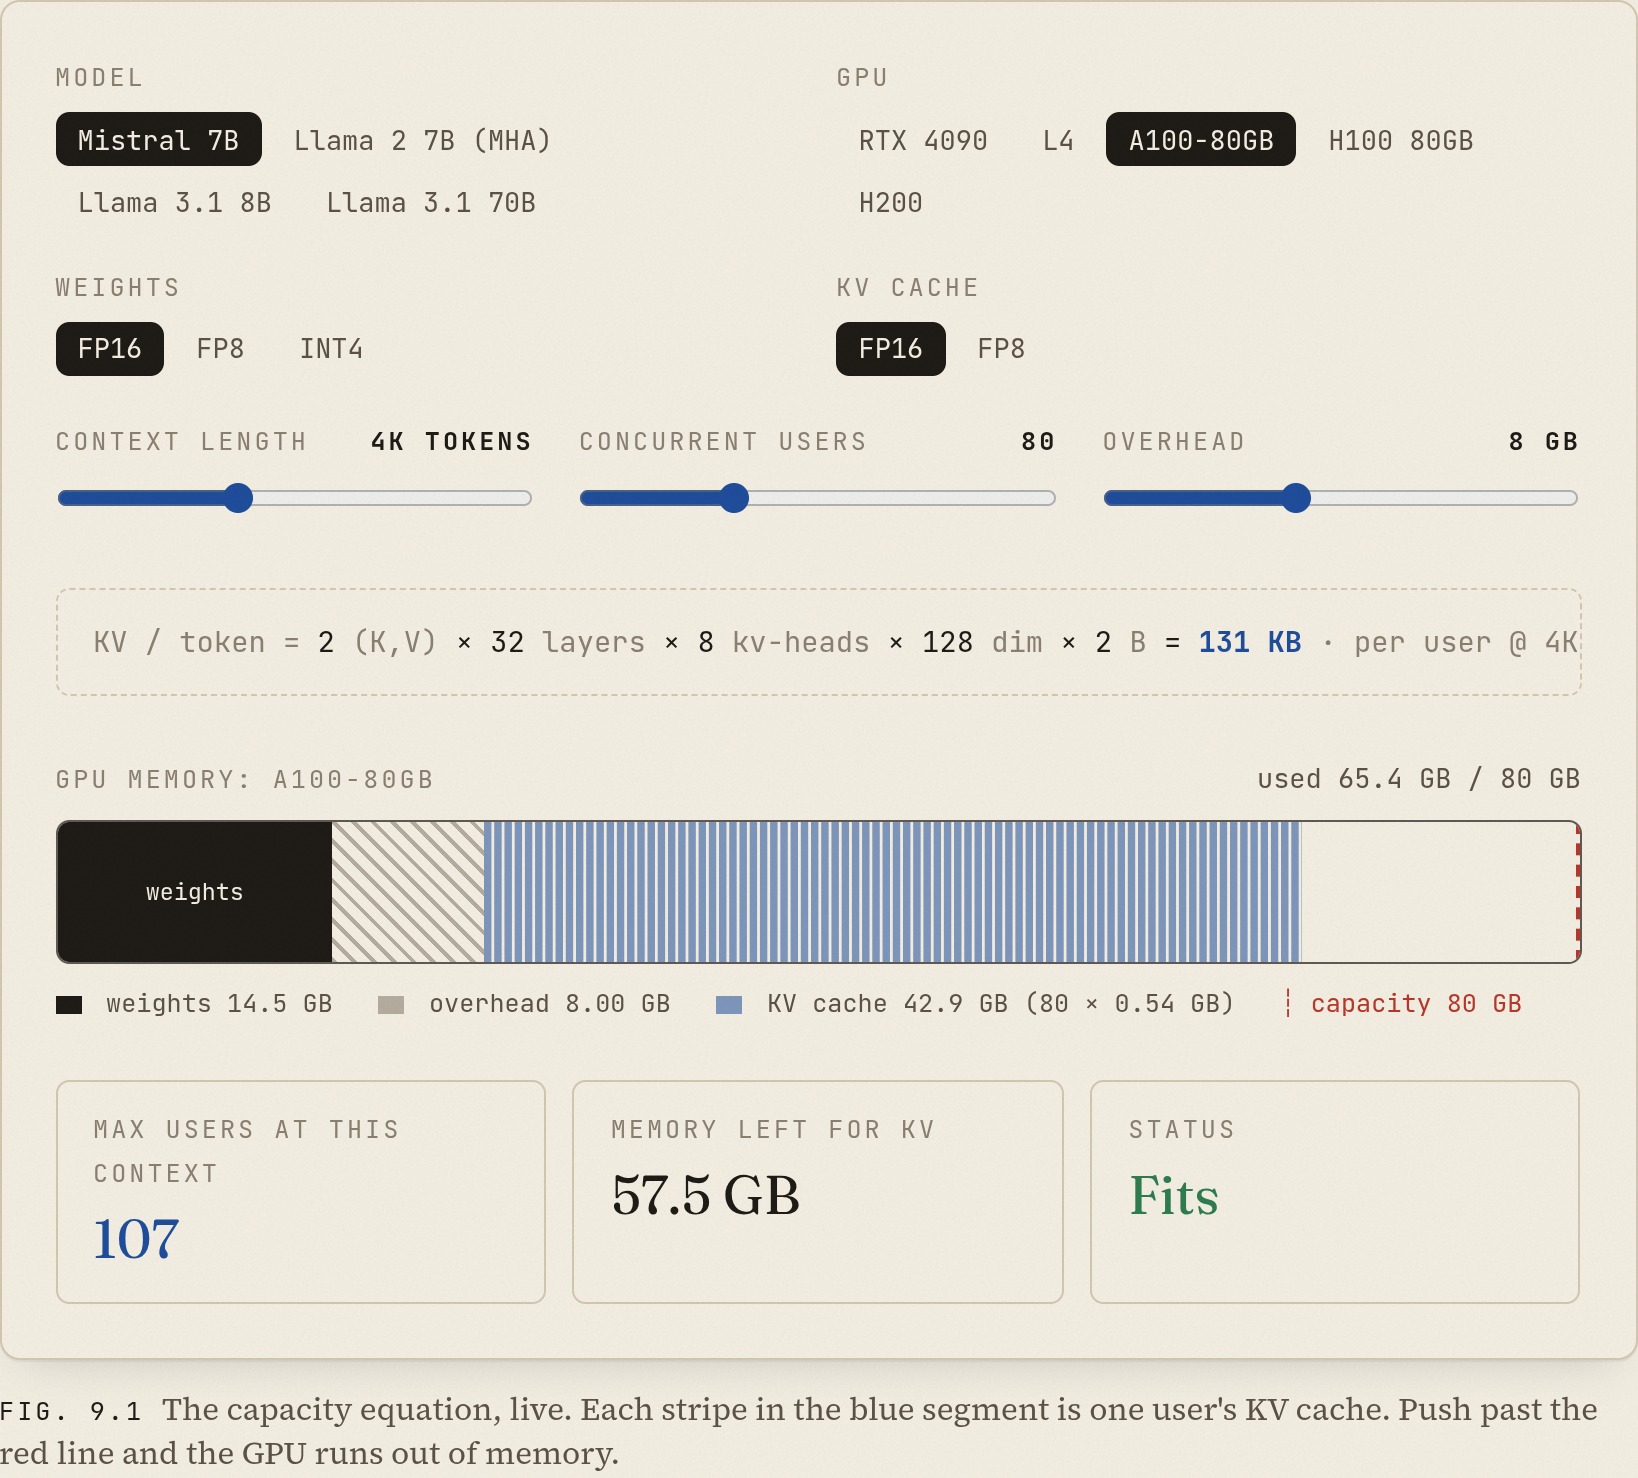 MODEL
Mistral 7B Llama 2 7B (MHA)
Llama 3.1 8B Llama 3.1 70B
GPU
RTX 4090 L4 A100-80GB H100 80GB
H200
WEIGHTS
FP16 FP8 INT4
KV CACHE
FP16 FP8
CONTEXT LENGTH 4K TOKENS
CONCURRENT USERS 80
OVERHEAD 8 GB
KV / token = 2 (K,V) × 32 layers × 8 kv-heads × 128 dim × 2 B = 131 KB · per user @ 4K
GPU MEMORY: A100-80GB
used 65.4 GB / 80 GB
weights
weights 14.5 GB overhead 8.00 GB KV cache 42.9 GB (80 × 0.54 GB) capacity 80 GB
MAX USERS AT THIS
CONTEXT
107
MEMORY LEFT FOR KV
57.5 GB
STATUS
Fits
FIG. 9.1 The capacity equation, live. Each stripe in the blue segment is one user's KV cache. Push past the
red line and the GPU runs out of memory.